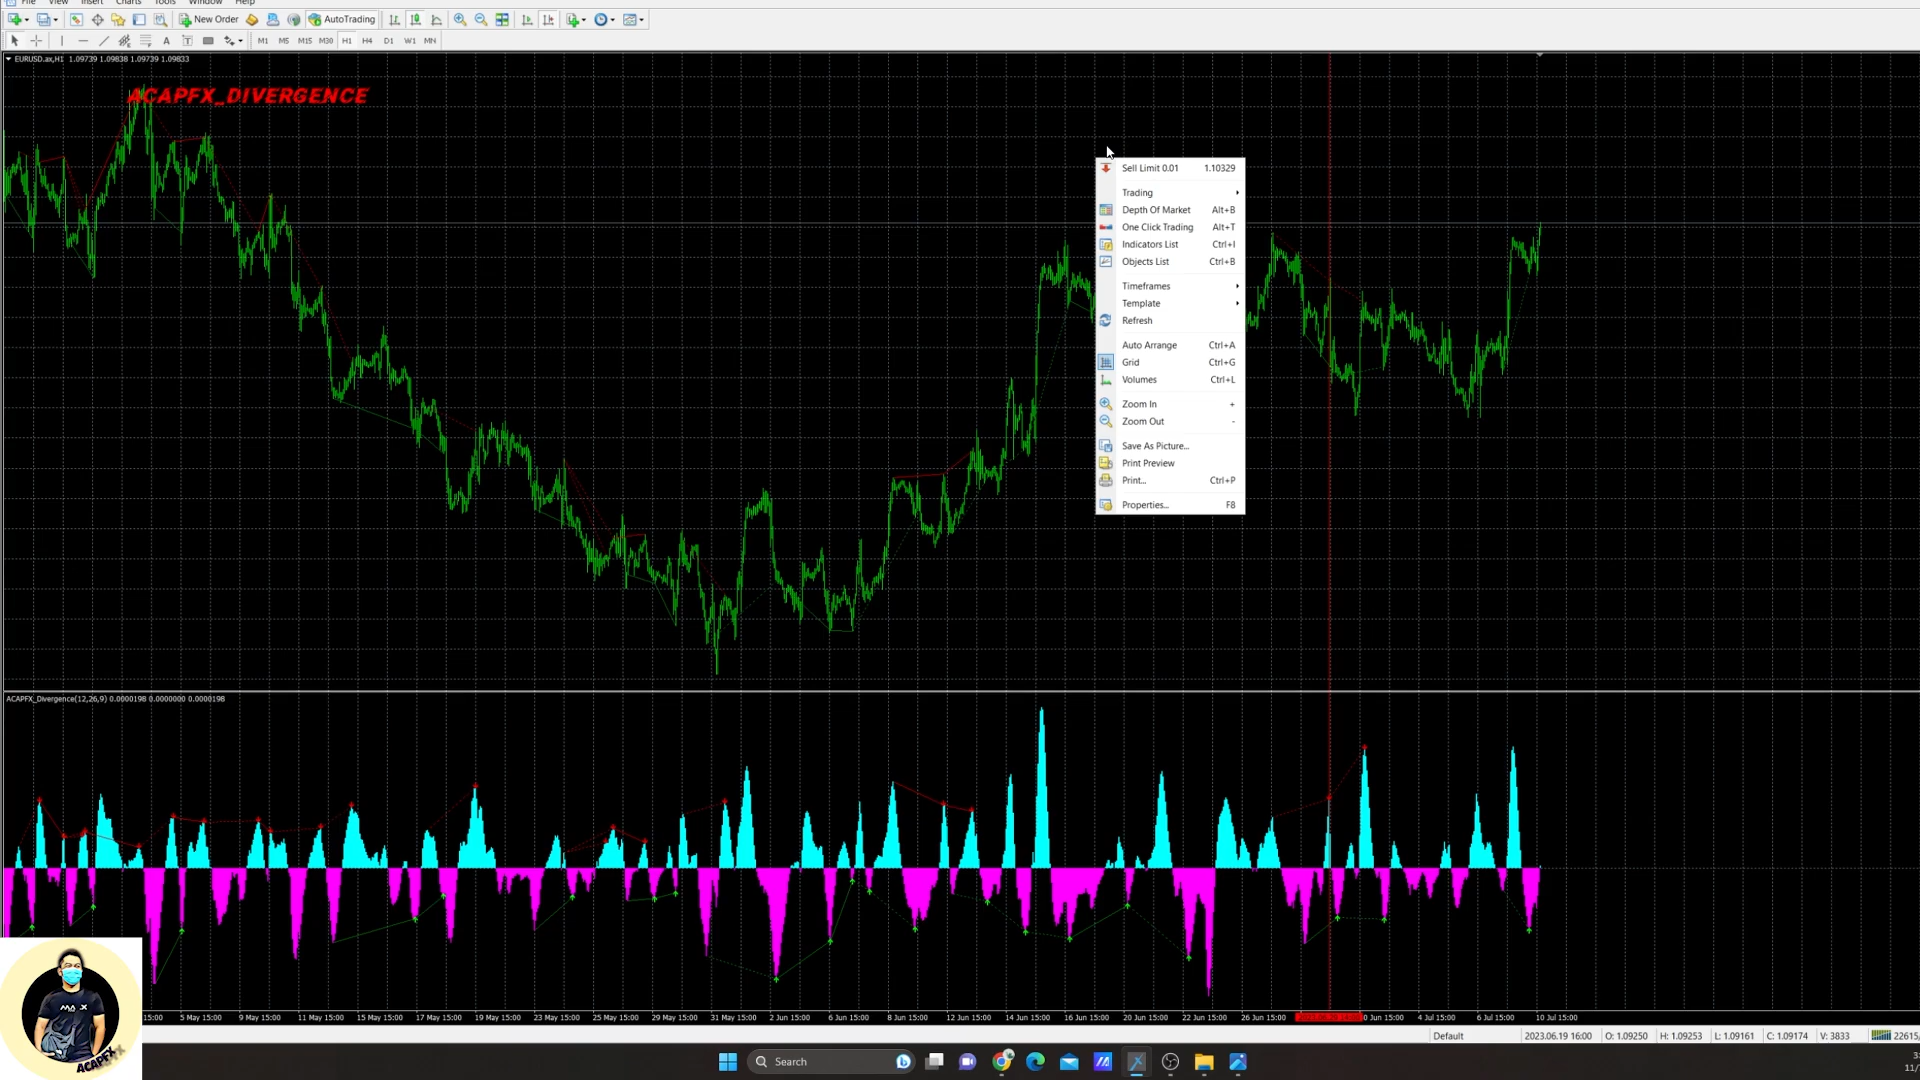 File View Insert Charts Tools Window Help
New Order AutoTrading
A T M1 M5 M15 M30 H1 H4 D1 W1 MN
EURUSD.ax,H1 1.09739 1.09838 1.09739 1.09833
ACAPFX_DIVERGENCE
Sell Limit 0.01 1.10329
Trading
Depth Of Market Alt+B
One Click Trading Alt+T
Indicators List Ctrl+I
Objects List Ctrl+B
Timeframes
Template
Refresh
Auto Arrange Ctrl+A
Grid Ctrl+G
Volumes Ctrl+L
Zoom In +
Zoom Out -
Save As Picture...
Print Preview
Print... Ctrl+P
Properties... F8
ACAPFX_Divergence(12,26,9) 0.0000198 0.0000000 0.0000198
15:00 5 May 15:00 9 May 15:00 11 May 15:00 15 May 15:00 17 May 15:00 19 May 15:00 23 May 15:00 25 May 15:00 29 May 15:00 31 May 15:00 2 Jun 15:00 6 Jun 15:00 8 Jun 15:00 12 Jun 15:00 14 Jun 15:00 16 Jun 15:00 20 Jun 15:00 22 Jun 15:00 26 Jun 15:00 0 Jun 15:00 4 Jul 15:00 6 Jul 15:00 10 Jul 15:00
ACAPFX
Default 2023.06.19 16:00 O: 1.09250 H: 1.09253 L: 1.09161 C: 1.09174 V: 3833 22615/
Search